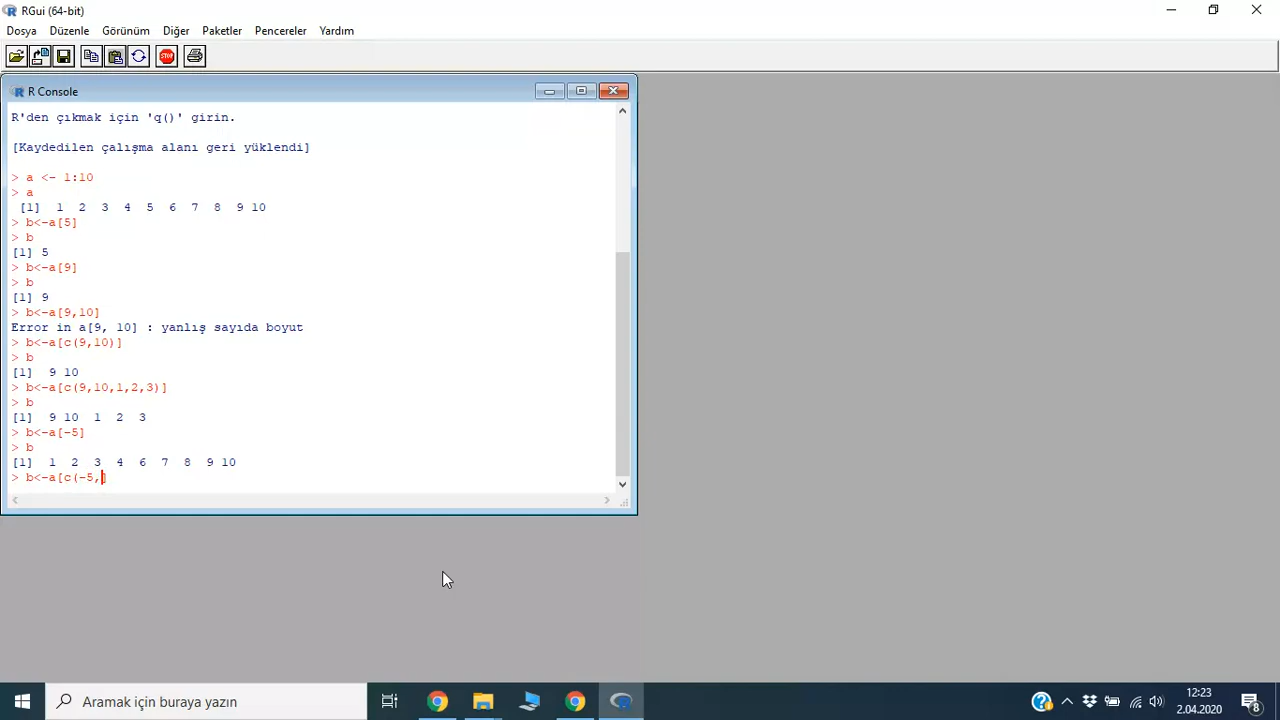 RGui (64-bit)
Dosya Düzenle Görünüm Diğer Paketler Pencereler Yardım
STOP
R Console
R'den çıkmak için 'q()' girin.
[Kaydedilen çalışma alanı geri yüklendi]
> a <- 1:10
> a
[1] 1 2 3 4 5 6 7 8 9 10
> b<-a[5]
> b
[1] 5
> b<-a[9]
> b
[1] 9
> b<-a[9,10]
Error in a[9, 10] : yanlış sayıda boyut
> b<-a[c(9,10)]
> b
[1] 9 10
> b<-a[c(9,10,1,2,3)]
> b
[1] 9 10 1 2 3
> b<-a[-5]
> b
[1] 1 2 3 4 6 7 8 9 10
> b<-a[c(-5,]
Aramak için buraya yazın
12:23
2.04.2020
8